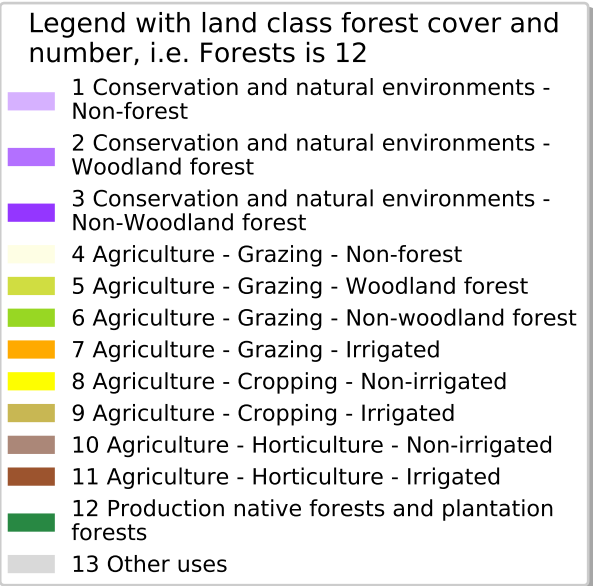 Legend with land class forest cover and
number, i.e. Forests is 12
1 Conservation and natural environments -
Non-forest
2 Conservation and natural environments -
Woodland forest
3 Conservation and natural environments -
Non-Woodland forest
4 Agriculture - Grazing - Non-forest
5 Agriculture - Grazing - Woodland forest
6 Agriculture - Grazing - Non-woodland forest
7 Agriculture - Grazing - Irrigated
8 Agriculture - Cropping - Non-irrigated
9 Agriculture - Cropping - Irrigated
10 Agriculture - Horticulture - Non-irrigated
11 Agriculture - Horticulture - Irrigated
12 Production native forests and plantation
forests
13 Other uses